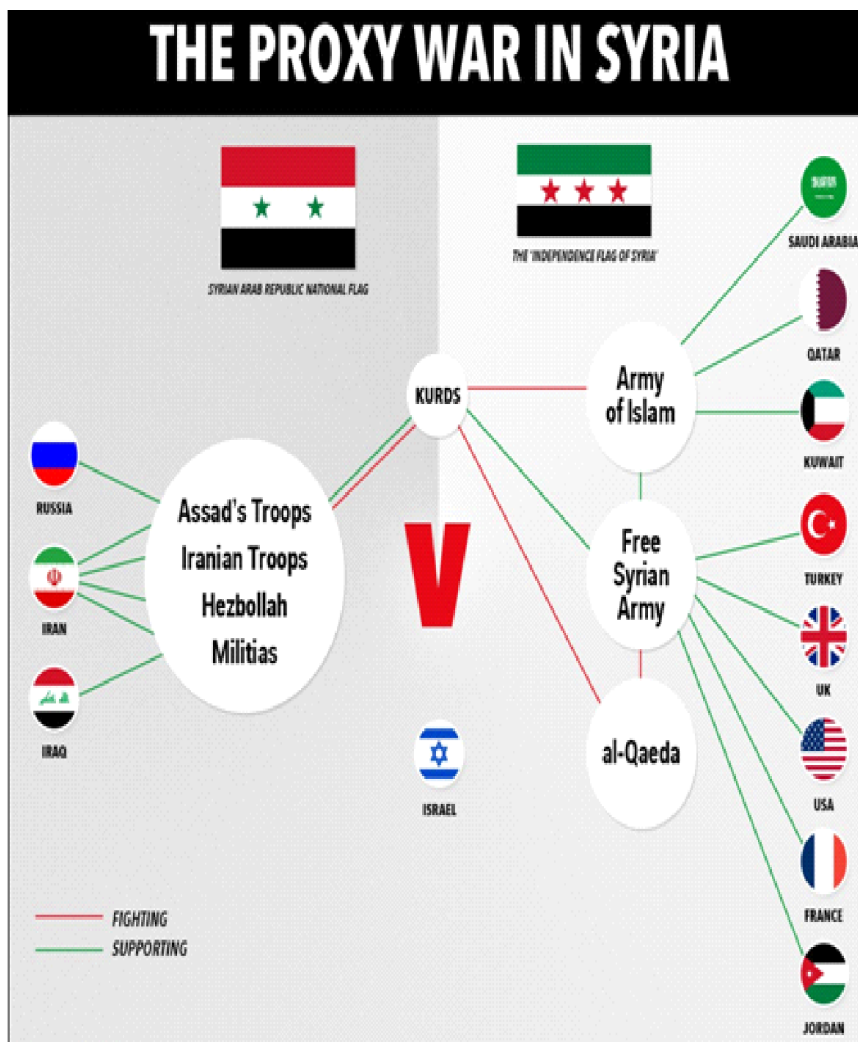 THE PROXY WAR IN SYRIA
SYRIAN ARAB REPUBLIC NATIONAL FLAG
THE 'INDEPENDENCE FLAG OF SYRIA'
SAUDI ARABIA
QATAR
KUWAIT
TURKEY
UK
USA
FRANCE
JORDAN
KURDS
Army
of Islam
Free
Syrian
Army
al-Qaeda
RUSSIA
IRAN
IRAQ
Assad's Troops
Iranian Troops
Hezbollah
Militias
V
ISRAEL
FIGHTING
SUPPORTING